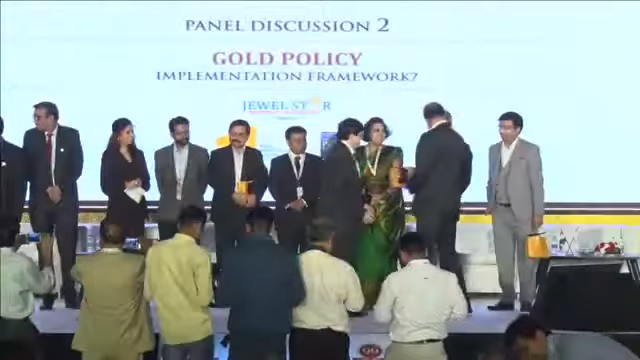 PANEL DISCUSSION 2
GOLD POLICY
IMPLEMENTATION FRAMEWORK?
JEWEL STAR